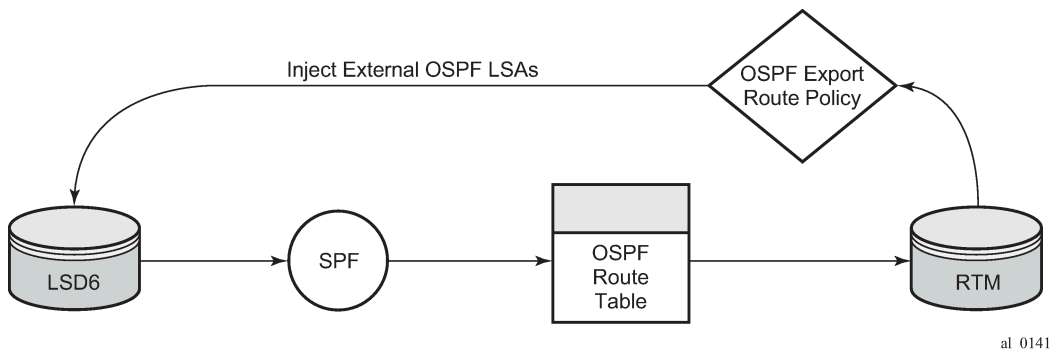 Inject External OSPF LSAs
OSPF Export
Route Policy
LSD6
SPF
OSPF
Route
Table
RTM
al_0141